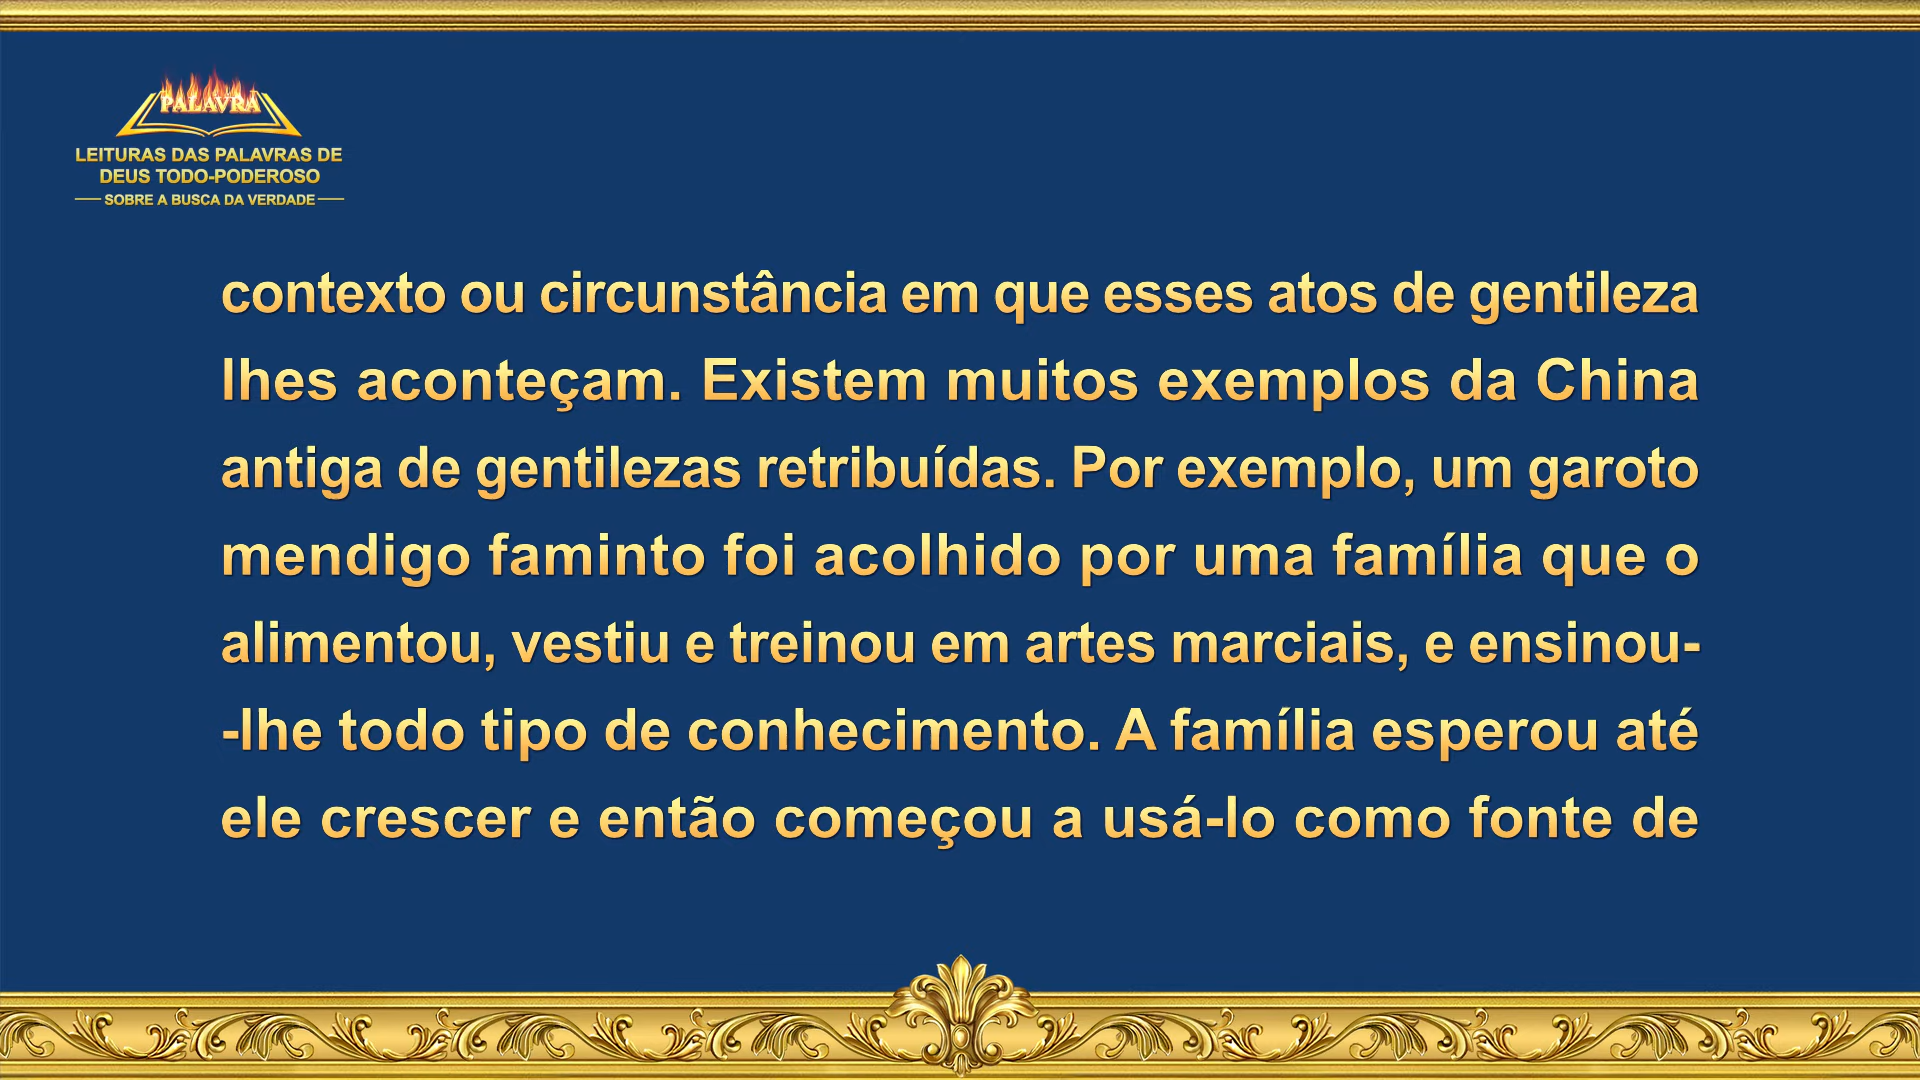 PALAVRA
LEITURAS DAS PALAVRAS DE
DEUS TODO-PODEROSO
SOBRE A BUSCA DA VERDADE
contexto ou circunstância em que esses atos de gentileza
lhes aconteçam. Existem muitos exemplos da China
antiga de gentilezas retribuídas. Por exemplo, um garoto
mendigo faminto foi acolhido por uma família que o
alimentou, vestiu e treinou em artes marciais, e ensinou-
-lhe todo tipo de conhecimento. A família esperou até
ele crescer e então começou a usá-lo como fonte de